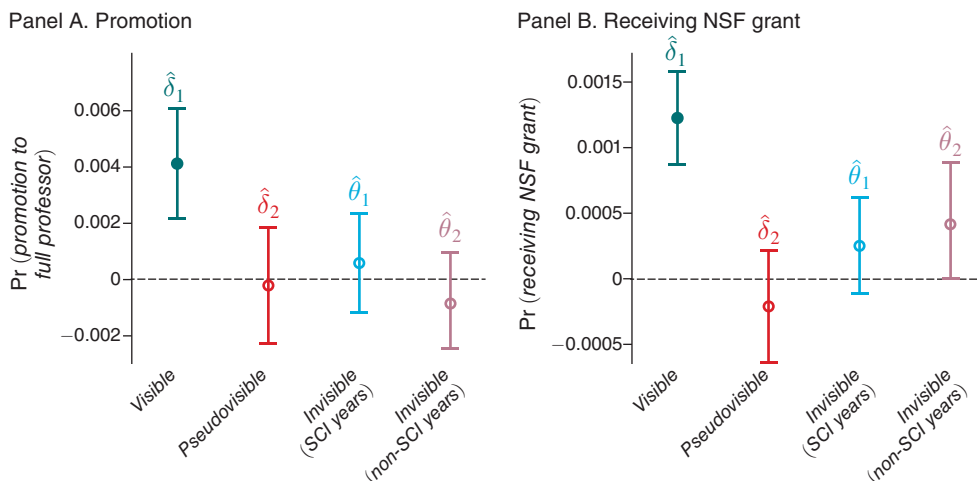 Panel A. Promotion
Pr (promotion to
full professor)
0.006
0.004
0.002
0
−0.002
δ̂1
δ̂2
θ̂1
θ̂2
Visible
Pseudovisible
Invisible
(SCI years)
Invisible
(non-SCI years)
Panel B. Receiving NSF grant
Pr (receiving NSF grant)
0.0015
0.001
0.0005
0
−0.0005
δ̂1
δ̂2
θ̂1
θ̂2
Visible
Pseudovisible
Invisible
(SCI years)
Invisible
(non-SCI years)